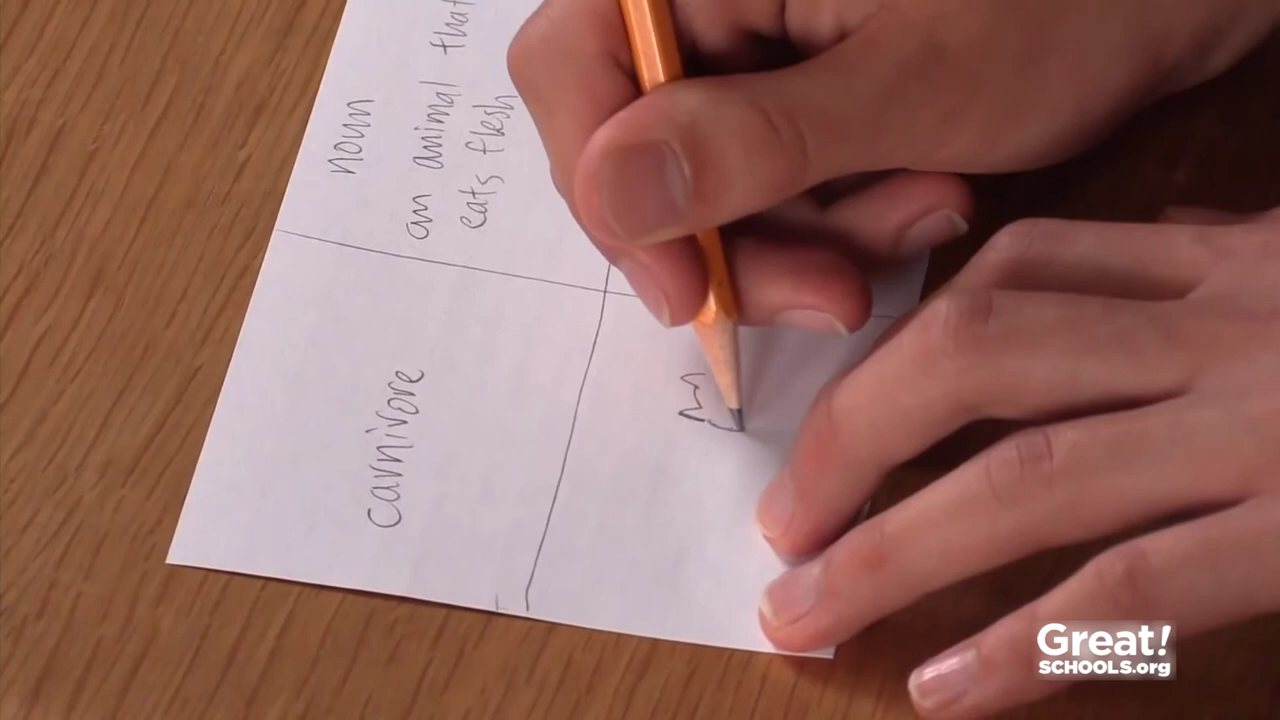 carnivore
noun
an animal that
eats flesh
Great!
SCHOOLS.org